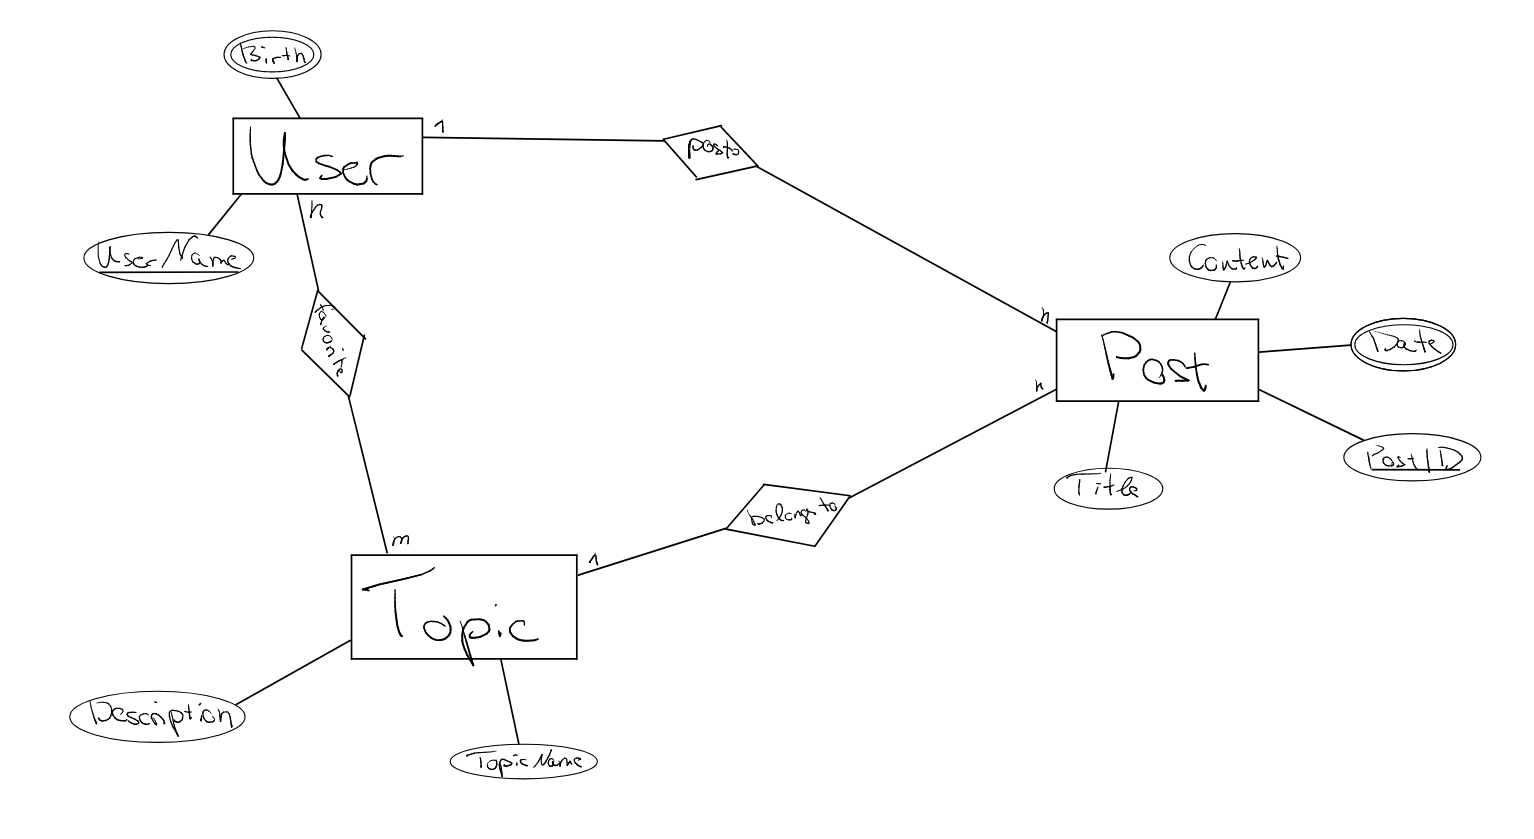 Birth
User
1
posts
UserName
n
Content
favorite
n
Date
Post
n
PostID
Title
belongs to
m
1
Topic
Description
TopicName